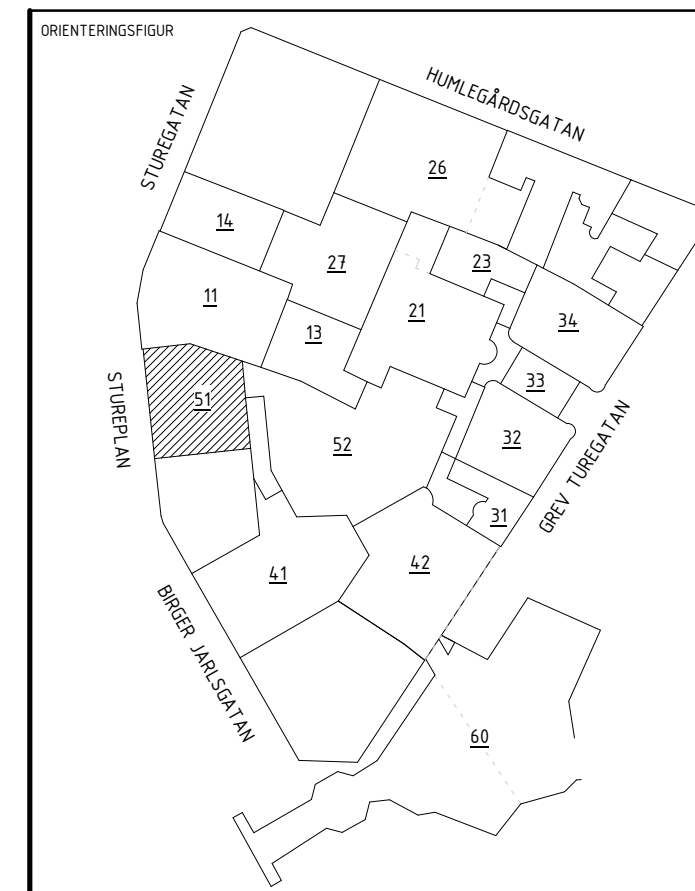 ORIENTERINGSFIGUR
HUMLEGÅRDSGATAN
STUREGATAN
26
14
27
23
11
21
34
13
33
STUREPLAN
51
52
32
GREV TUREGATAN
31
41
42
BIRGER JARLSGATAN
60